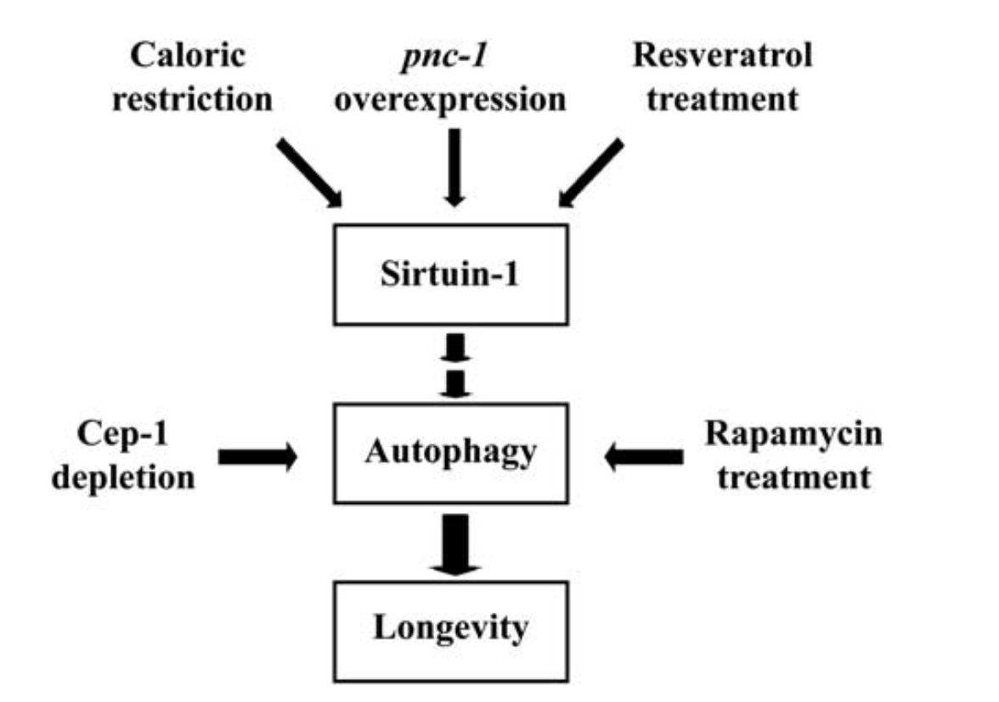 Caloric
restriction
pnc-1
overexpression
Resveratrol
treatment
Sirtuin-1
Cep-1
depletion
Autophagy
Rapamycin
treatment
Longevity